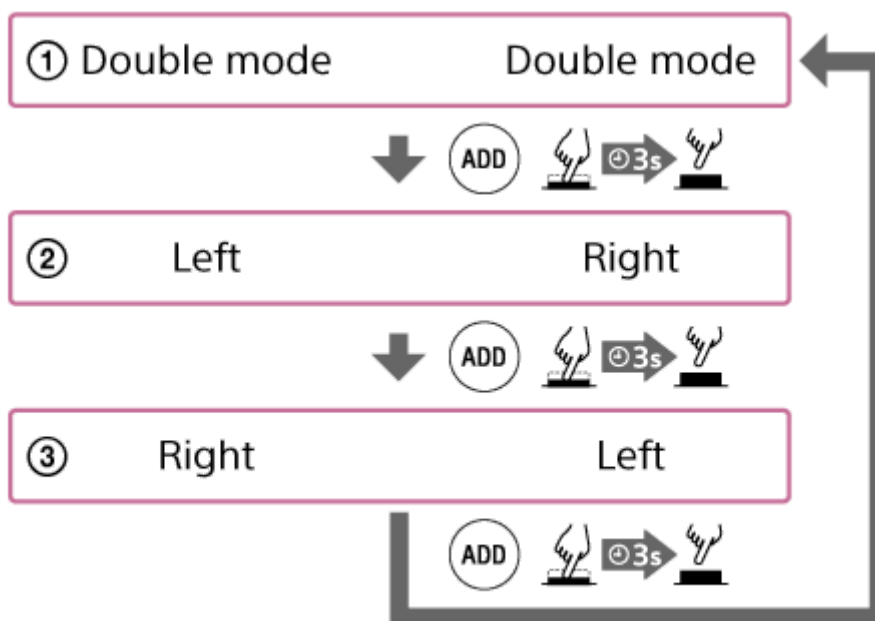 ① Double mode Double mode
ADD 3s
② Left Right
ADD 3s
③ Right Left
ADD 3s